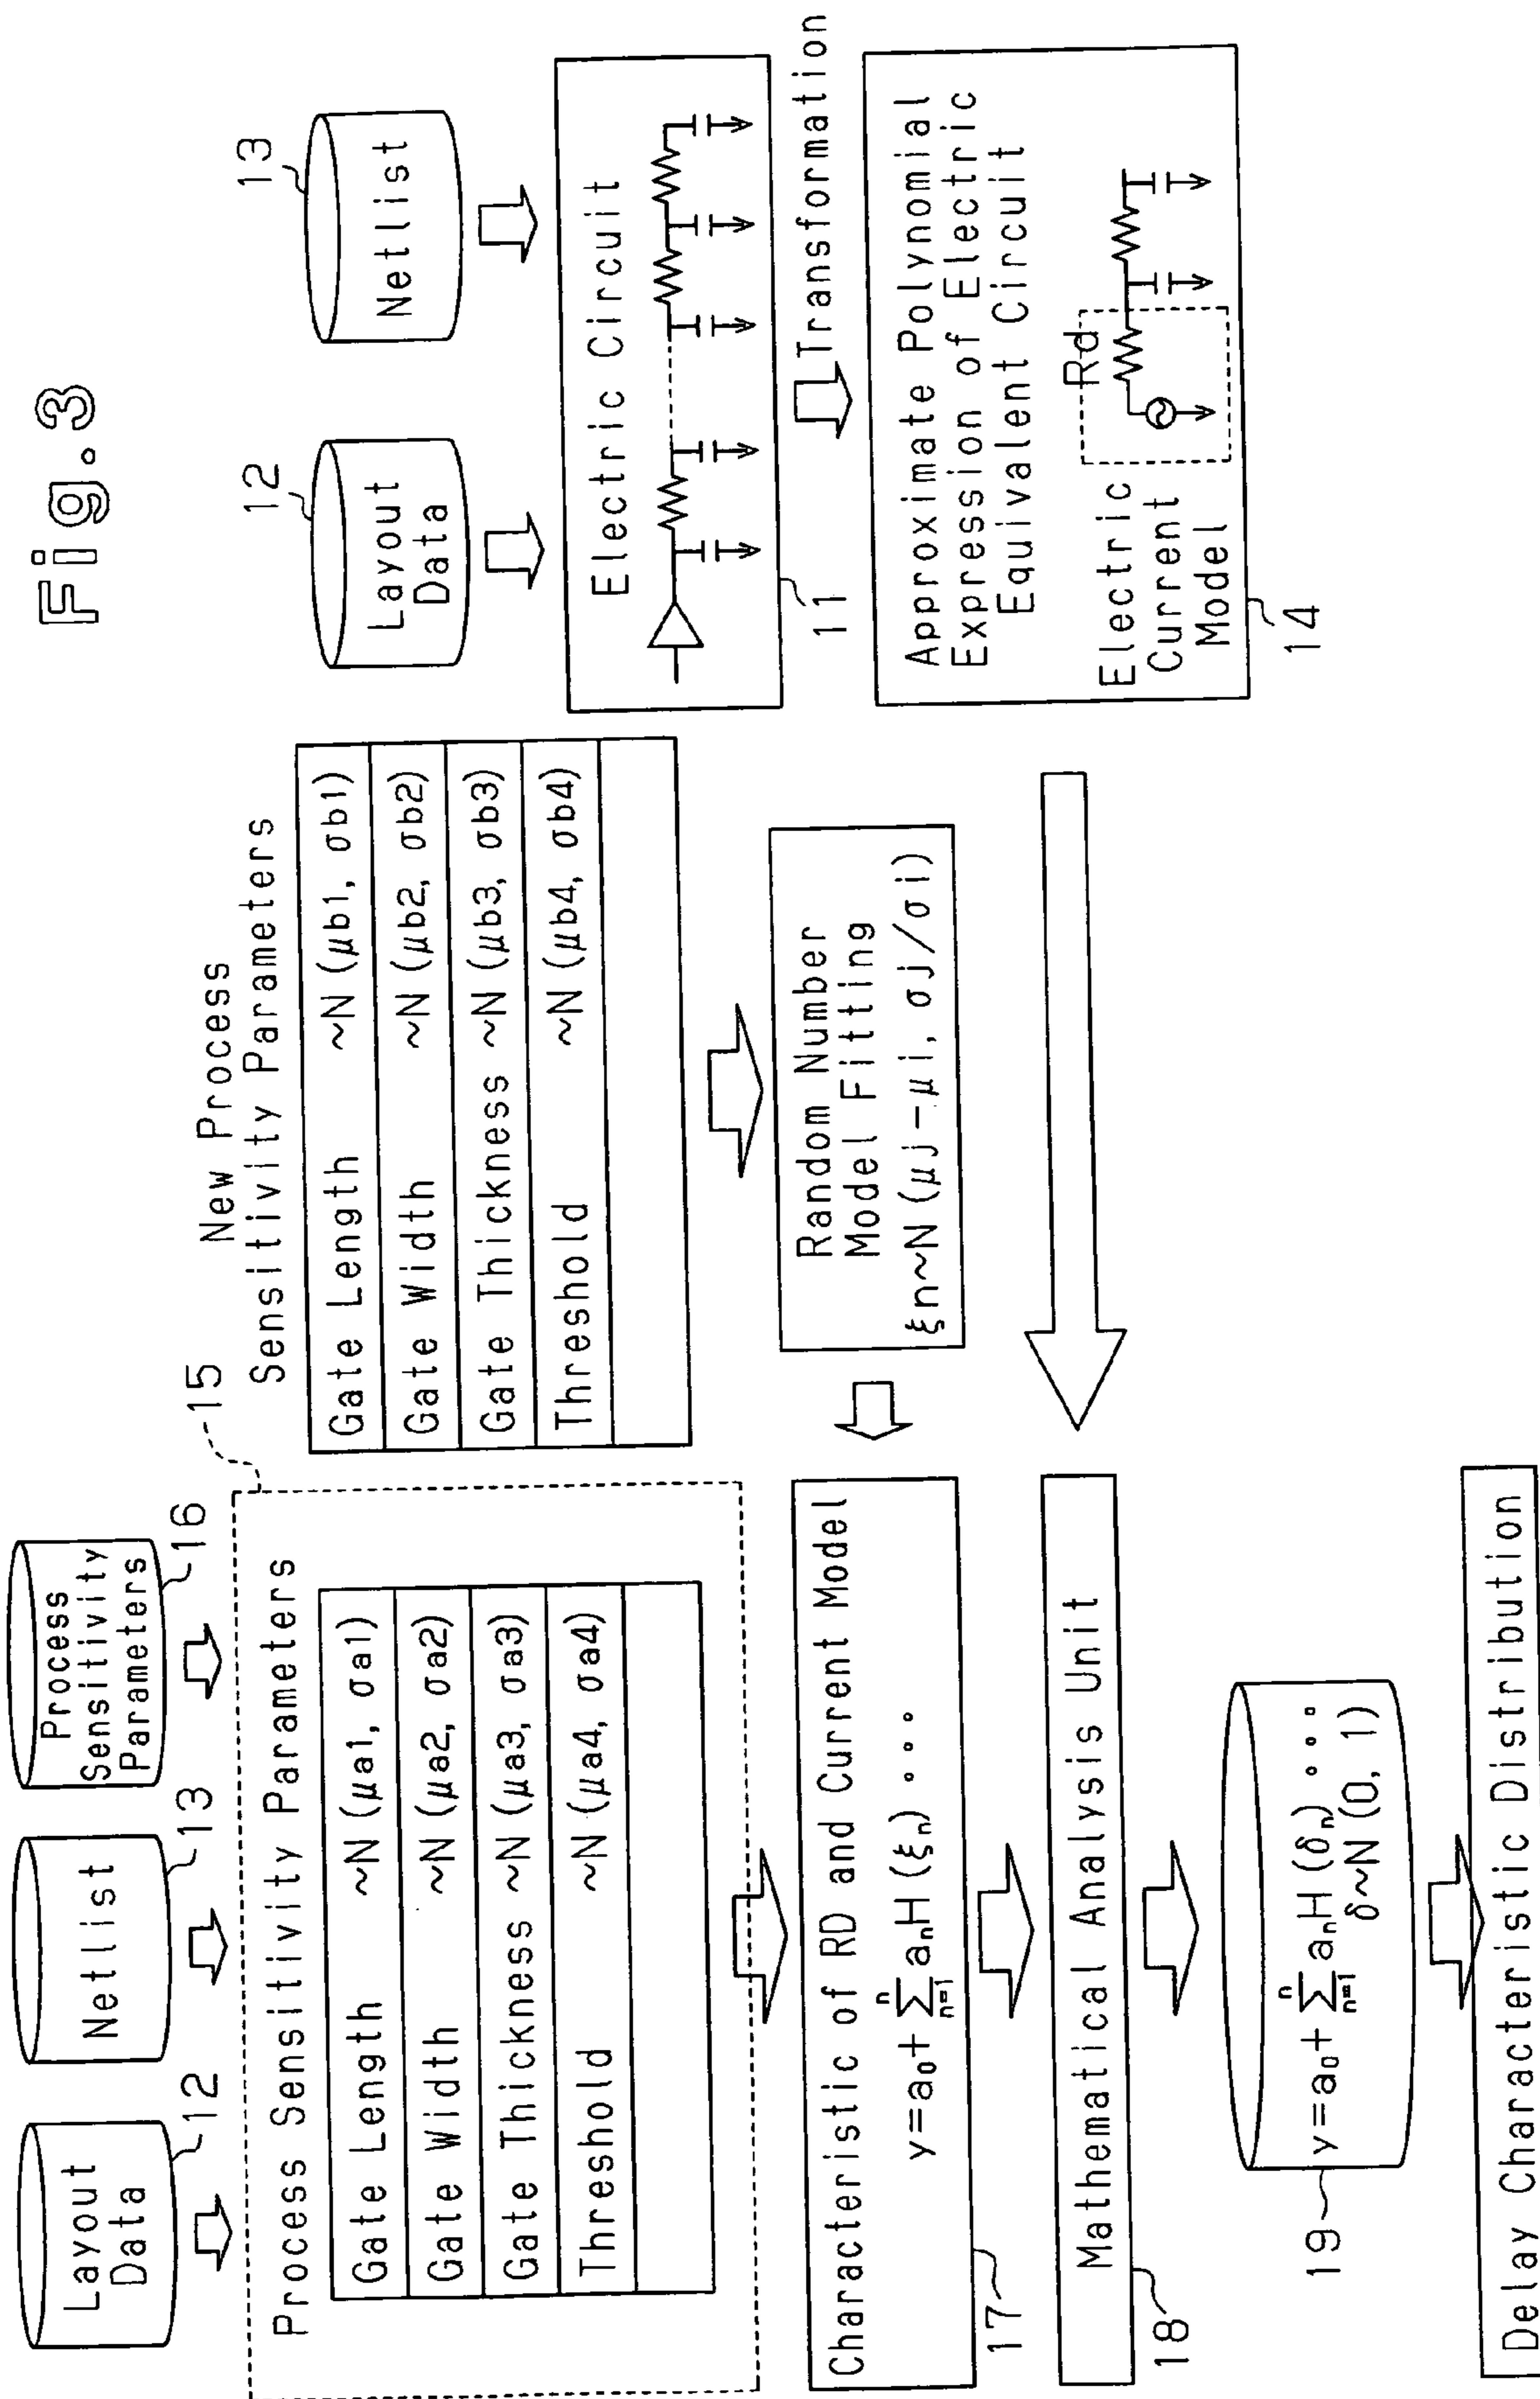 Fig.3
Layout
Data
12
Netlist
13
Process
Sensitivity
Parameters
16
15
Process Sensitivity Parameters
Gate Length ~N (μa1, σa1)
Gate Width ~N (μa2, σa2)
Gate Thickness ~N (μa3, σa3)
Threshold ~N (μa4, σa4)
New Process
Sensitivity Parameters
Gate Length ~N (μb1, σb1)
Gate Width ~N (μb2, σb2)
Gate Thickness ~N (μb3, σb3)
Threshold ~N (μb4, σb4)
Random Number
Model Fitting
ξn~N (μj-μi, σj/σi)
12
Layout
Data
13
Netlist
Electric Circuit
11
Transformation
Approximate Polynomial
Expression of Electric
Equivalent Circuit
Rd
Electric
Current
Model
14
Characteristic of RD and Current Model
y=a₀+ n∑n=1 aₙH (ξₙ) ...
17
Mathematical Analysis Unit
18
y=a₀+ n∑n=1 aₙH (δₙ) ...
δ~N (0, 1)
19
Delay Characteristic Distribution